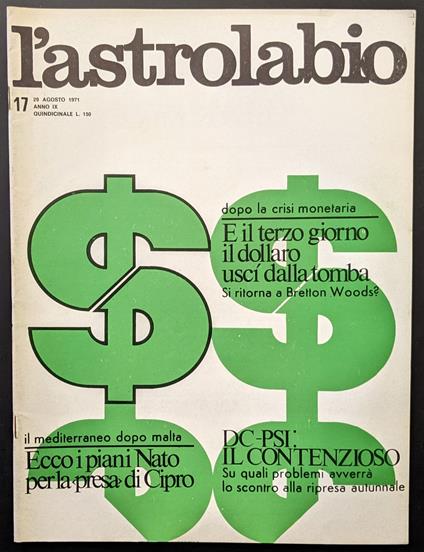 l'astrolabio
17
29 AGOSTO 1971
ANNO IX
QUINDICINALE L. 150
dopo la crisi monetaria
E il terzo giorno
il dollaro
uscí dalla tomba
Si ritorna a Bretton Woods?
il mediterraneo dopo malta
Ecco i piani Nato
per la «presa» di Cipro
DC-PSI:
IL CONTENZIOSO
Su quali problemi avverrà
lo scontro alla ripresa autunnale